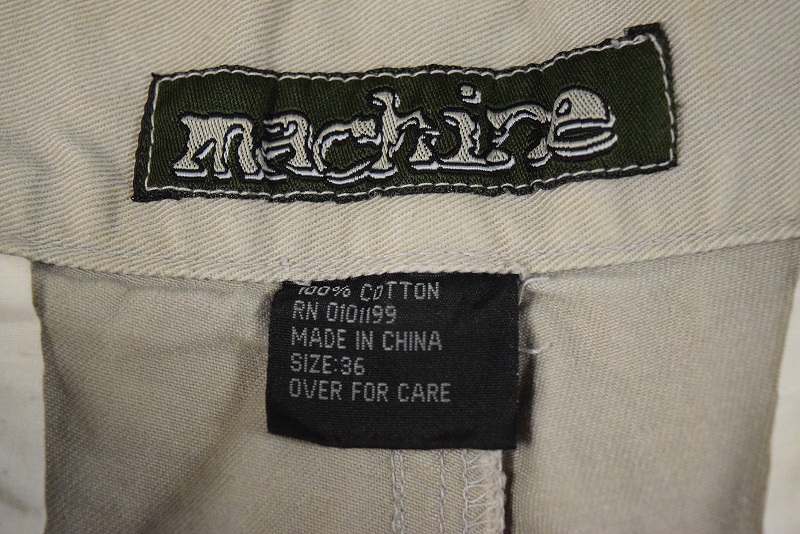 machine
100% COTTON
RN 0101199
MADE IN CHINA
SIZE:36
OVER FOR CARE